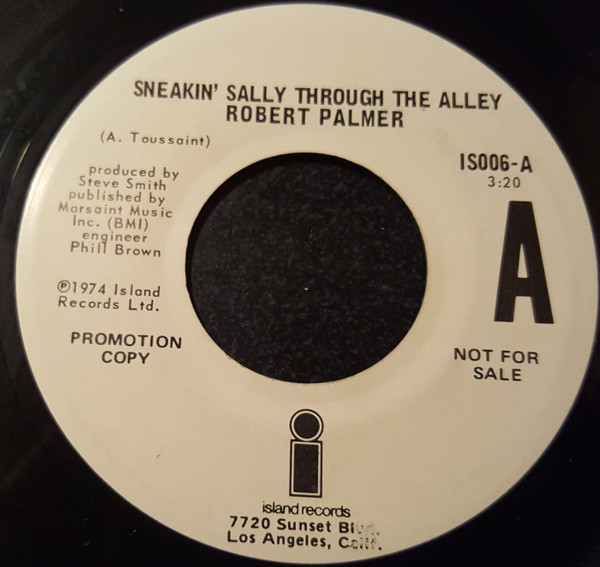 SNEAKIN' SALLY THROUGH THE ALLEY
ROBERT PALMER
(A. Toussaint)
produced by
Steve Smith
published by
Marsaint Music
Inc. (BMI)
engineer
Phill Brown
℗1974 Island
Records Ltd.
PROMOTION
COPY
IS006-A
3:20
A
NOT FOR
SALE
i
island records
7720 Sunset Blvd.
Los Angeles, Calif.